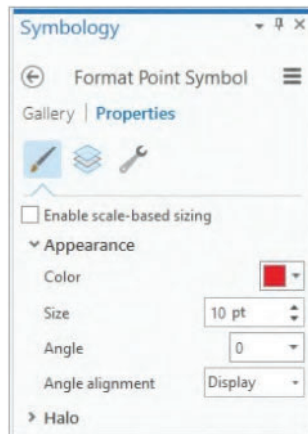 Symbology
Format Point Symbol
Gallery | Properties
Enable scale-based sizing
Appearance
Color
Size 10 pt
Angle 0
Angle alignment Display
Halo